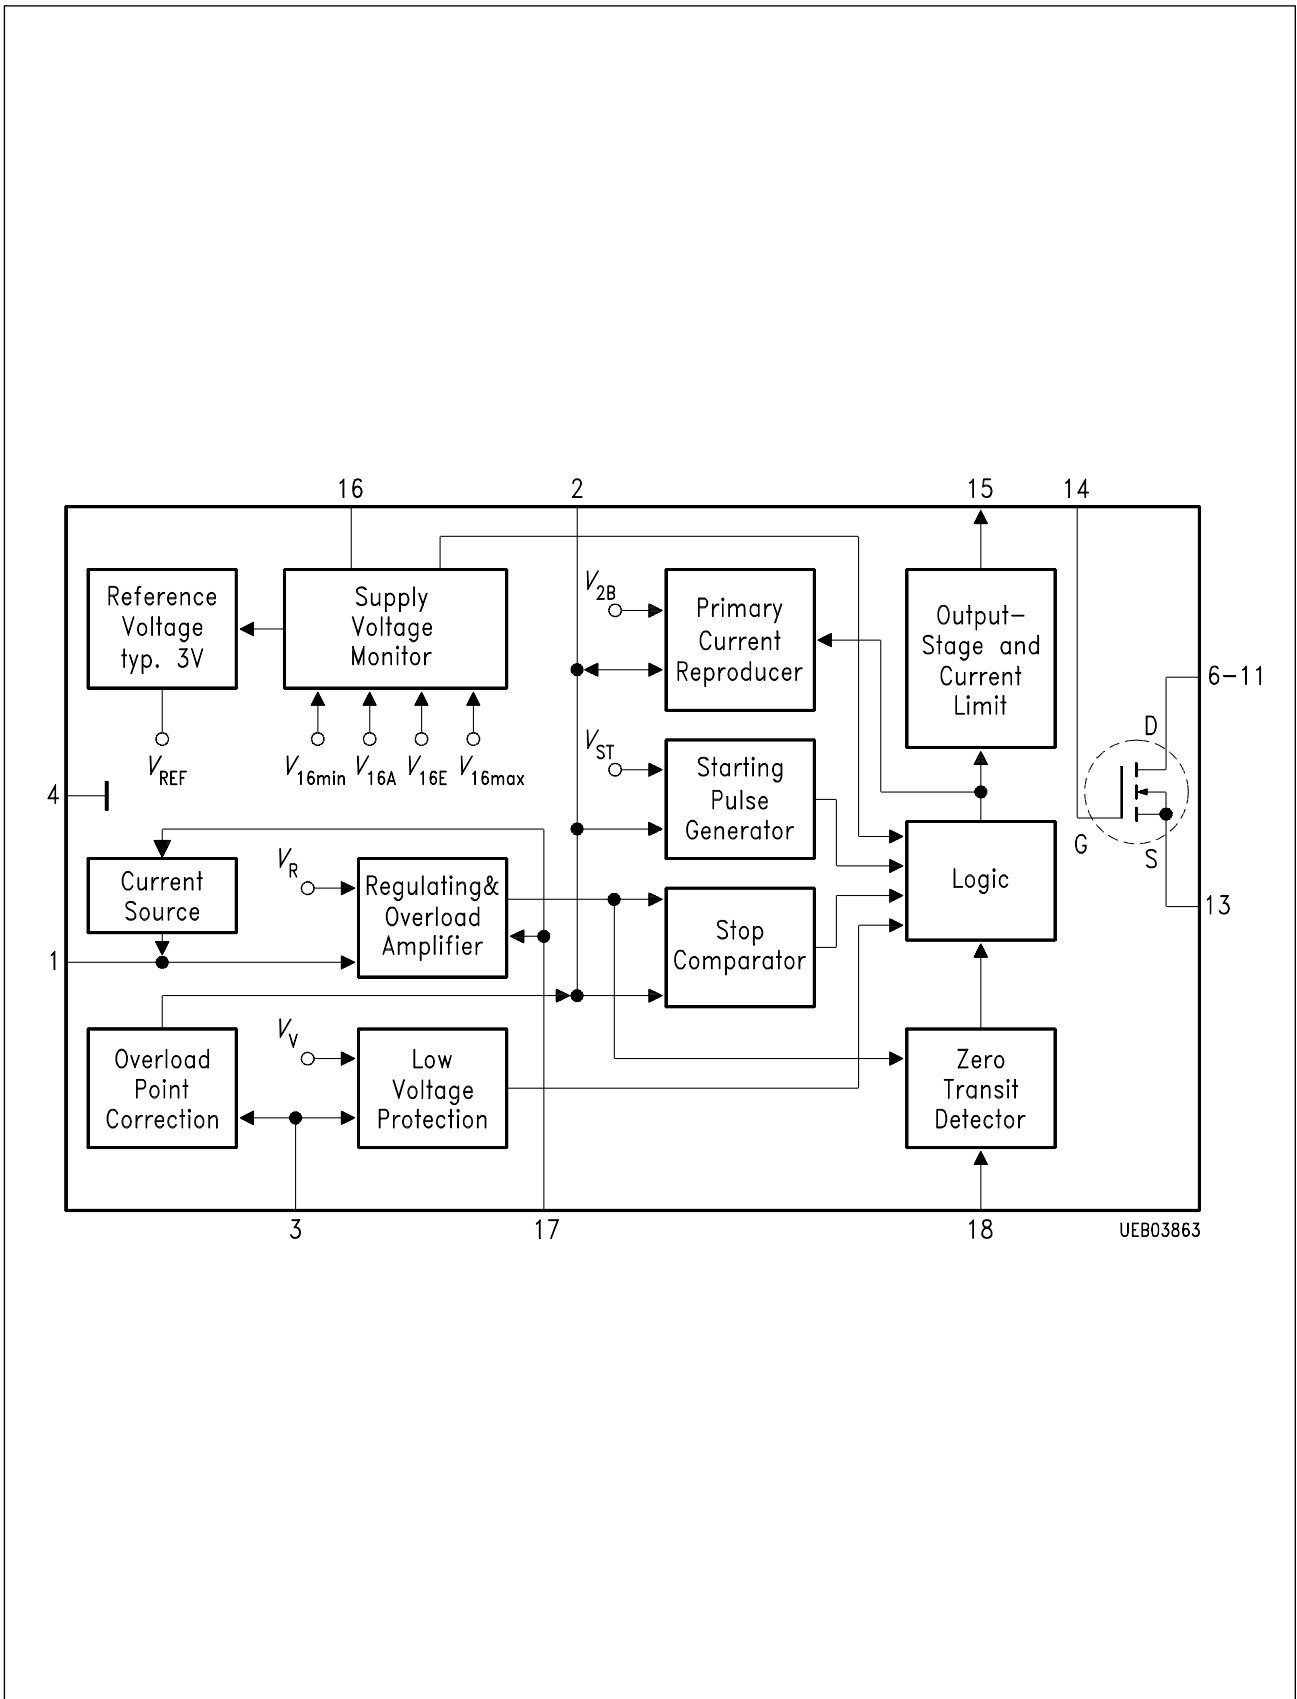 16
2
15
14
Reference
Voltage
typ. 3V
Supply
Voltage
Monitor
V2B
Primary
Current
Reproducer
Output-
Stage and
Current
Limit
6-11
D
VREF
V16min
V16A
V16E
V16max
VST
Starting
Pulse
Generator
4
G
S
Current
Source
VR
Regulating&
Overload
Amplifier
Logic
13
Stop
Comparator
1
Overload
Point
Correction
VV
Low
Voltage
Protection
Zero
Transit
Detector
3
17
18
UEB03863